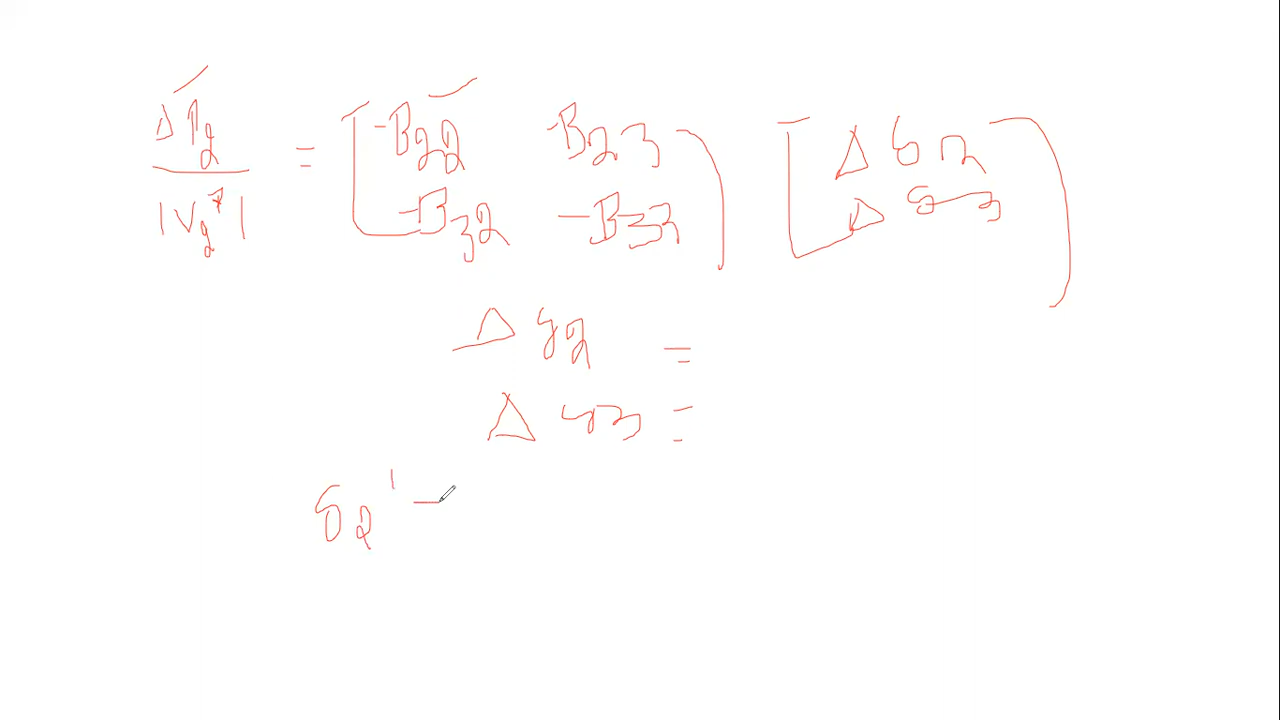 ΔP2 / |V2*| = [ -B22 -B23 ] [ Δδ2 ]
[ -B32 -B33 ] [ Δδ3 ]
Δδ2 =
Δδ3 =
δ2' –